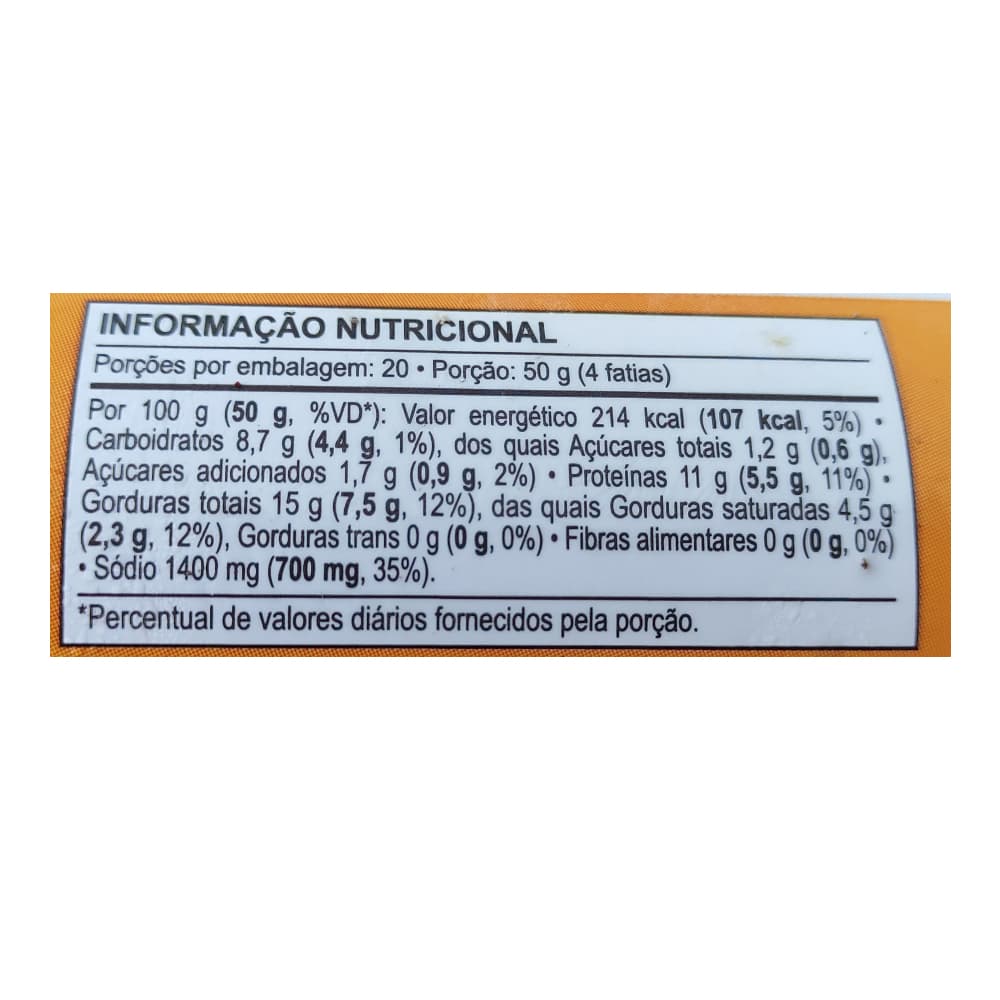 INFORMAÇÃO NUTRICIONAL
Porções por embalagem: 20 • Porção: 50 g (4 fatias)
Por 100 g (50 g, %VD*): Valor energético 214 kcal (107 kcal, 5%) •
Carboidratos 8,7 g (4,4 g, 1%), dos quais Açúcares totais 1,2 g (0,6 g),
Açúcares adicionados 1,7 g (0,9 g, 2%) • Proteínas 11 g (5,5 g, 11%) •
Gorduras totais 15 g (7,5 g, 12%), das quais Gorduras saturadas 4,5 g
(2,3 g, 12%), Gorduras trans 0 g (0 g, 0%) • Fibras alimentares 0 g (0 g, 0%)
• Sódio 1400 mg (700 mg, 35%).
*Percentual de valores diários fornecidos pela porção.